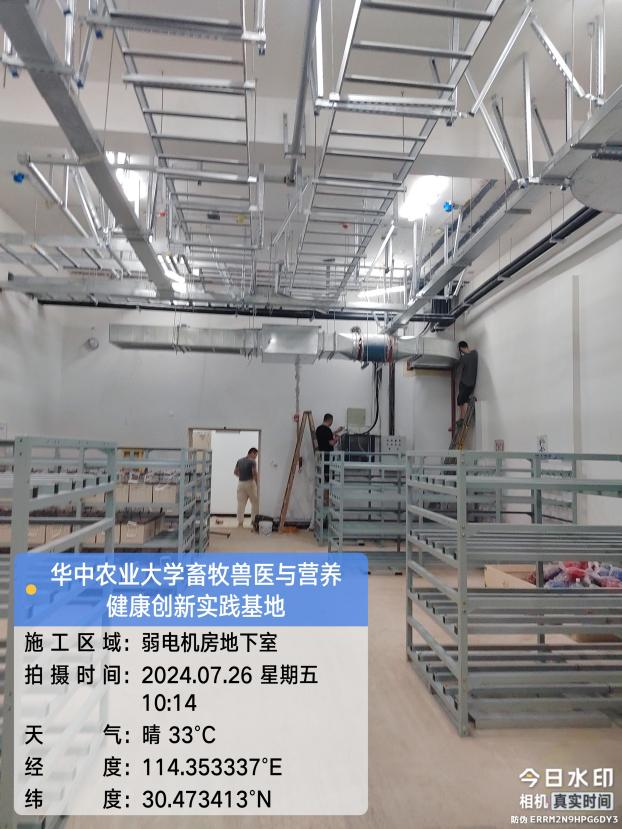 华中农业大学畜牧兽医与营养
健康创新实践基地
施工区域：弱电机房地下室
拍摄时间：2024.07.26 星期五
10:14
天气：晴 33°C
经度：114.353337°E
纬度：30.473413°N
今日水印
相机 真实时间
防伪 ERRM2N9HPG6DY3